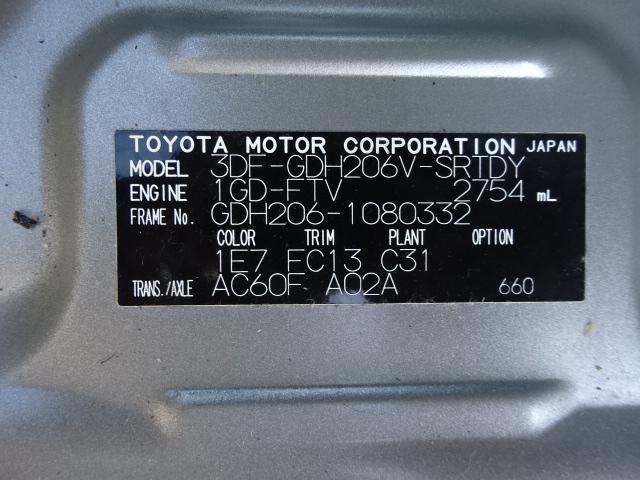 TOYOTA MOTOR CORPORATION JAPAN
MODEL 3DF-GDH206V-SRTDY
ENGINE 1GD-FTV 2754 mL
FRAME No. GDH206-1080332
COLOR TRIM PLANT OPTION
1E7 FC13 C31
TRANS./AXLE AC60F A02A 660